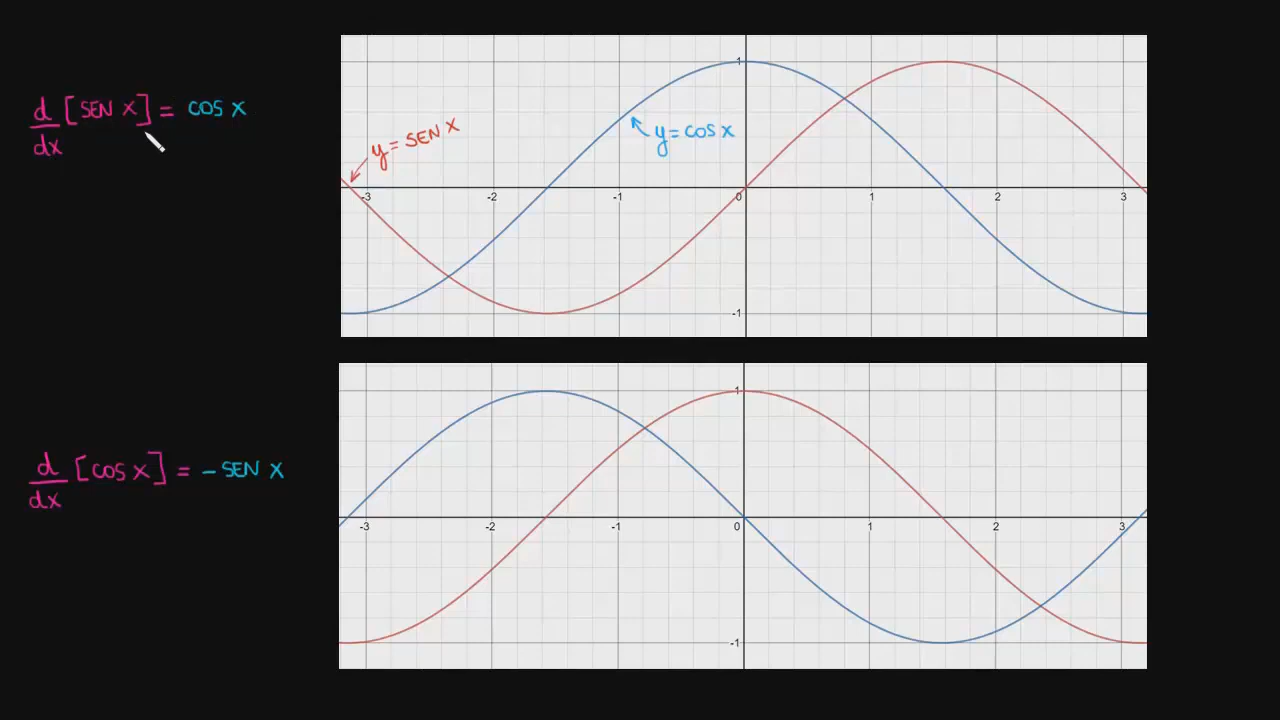 d/dx [SEN X] = COS X
y = SEN X
y = COS X
1
-3 -2 -1 0 1 2 3
-1
d/dx [COS X] = - SEN X
1
-3 -2 -1 0 1 2 3
-1